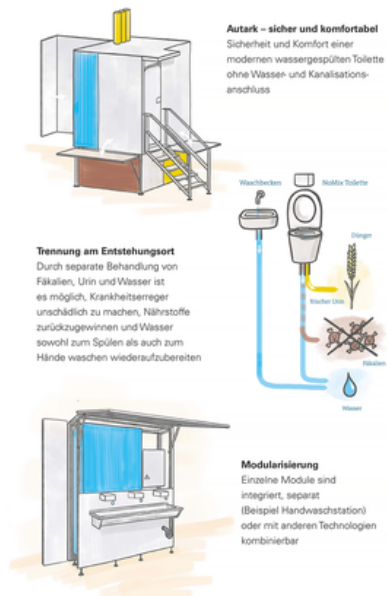 Autark – sicher und komfortabel
Sicherheit und Komfort einer
modernen wassergespülten Toilette
ohne Wasser- und Kanalisations-
anschluss
Waschbecken
NoMix Toilette
Dünger
frischer Urin
Fäkalien
Wasser
Trennung am Entstehungsort
Durch separate Behandlung von
Fäkalien, Urin und Wasser ist
es möglich, Krankheitserreger
unschädlich zu machen, Nährstoffe
zurückzugewinnen und Wasser
sowohl zum Spülen als auch zum
Hände waschen wiederaufzubereiten
Modularisierung
Einzelne Module sind
integriert, separat
(Beispiel Handwaschstation)
oder mit anderen Technologien
kombinierbar